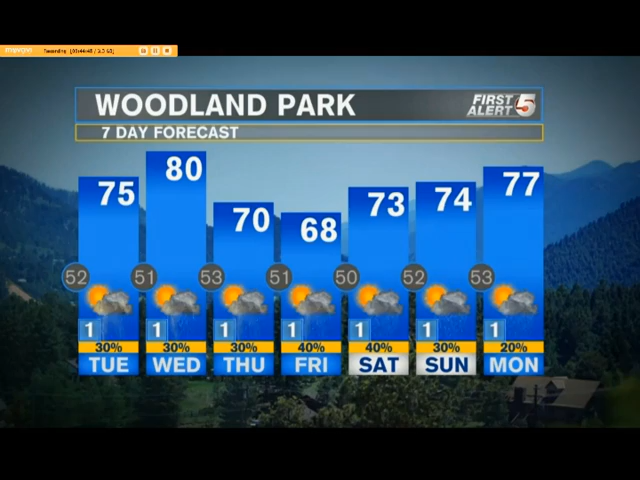 WOODLAND PARK
FIRST ALERT 5
7 DAY FORECAST
75 80 70 68 73 74 77
52 51 53 51 50 52 53
1 1 1 1 1 1 1
30% 30% 30% 40% 40% 30% 20%
TUE WED THU FRI SAT SUN MON